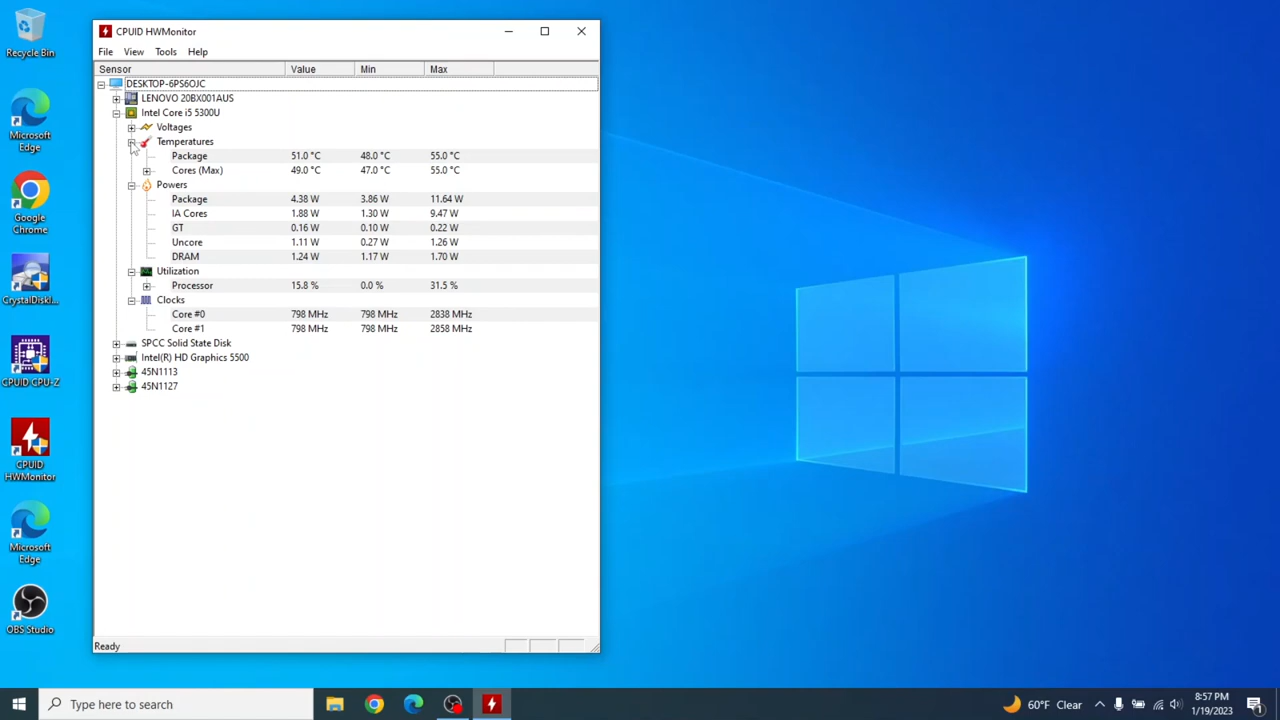 Recycle Bin
Microsoft
Edge
Google
Chrome
CrystalDiskI...
CPUID CPU-Z
CPUID
HWMonitor
Microsoft
Edge
OBS Studio
CPUID HWMonitor
File View Tools Help
Sensor Value Min Max
DESKTOP-6PS6OJC
LENOVO 20BX001AUS
Intel Core i5 5300U
Voltages
Temperatures
Package 51.0 °C 48.0 °C 55.0 °C
Cores (Max) 49.0 °C 47.0 °C 55.0 °C
Powers
Package 4.38 W 3.86 W 11.64 W
IA Cores 1.88 W 1.30 W 9.47 W
GT 0.16 W 0.10 W 0.22 W
Uncore 1.11 W 0.27 W 1.26 W
DRAM 1.24 W 1.17 W 1.70 W
Utilization
Processor 15.8 % 0.0 % 31.5 %
Clocks
Core #0 798 MHz 798 MHz 2838 MHz
Core #1 798 MHz 798 MHz 2858 MHz
SPCC Solid State Disk
Intel(R) HD Graphics 5500
45N1113
45N1127
Ready
Type here to search
60°F Clear
8:57 PM
1/19/2023
1